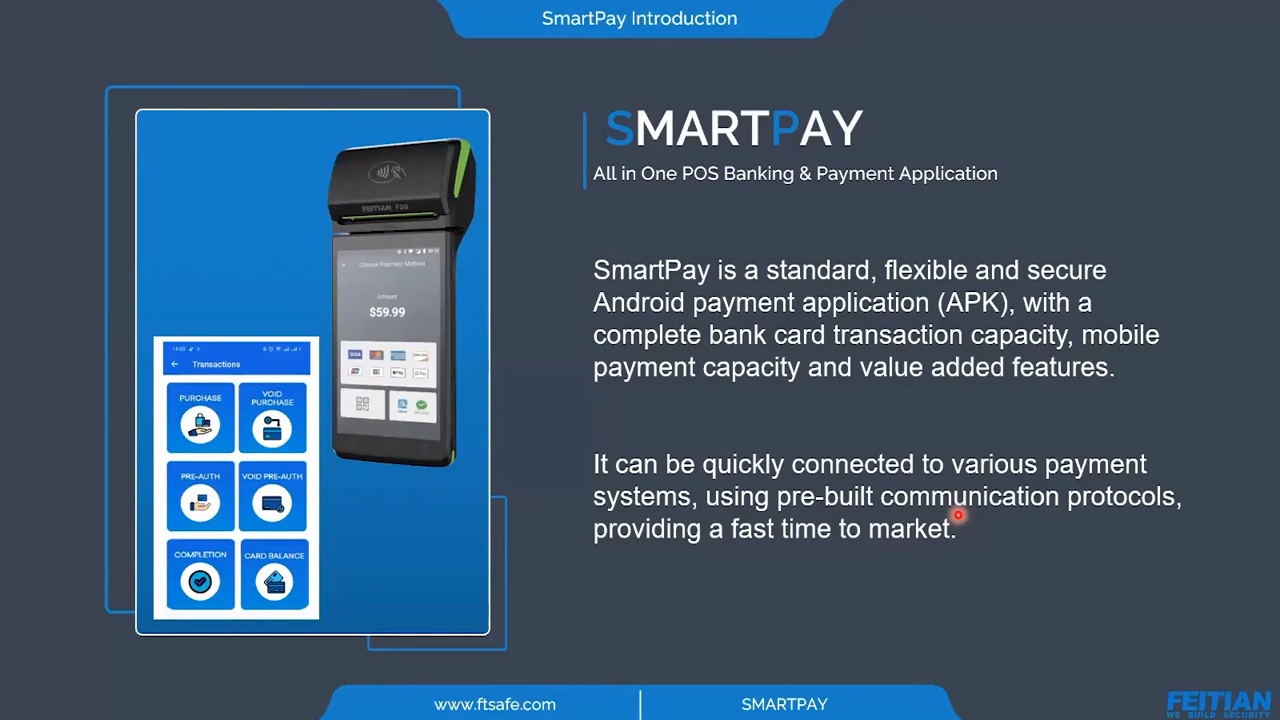 SmartPay Introduction
SMARTPAY
All in One POS Banking & Payment Application
SmartPay is a standard, flexible and secure
Android payment application (APK), with a
complete bank card transaction capacity, mobile
payment capacity and value added features.
It can be quickly connected to various payment
systems, using pre-built communication protocols,
providing a fast time to market.
FEITIAN F20
Choose Payment Method
Amount
$59.99
VISA
Transactions
PURCHASE
VOID
PURCHASE
PRE-AUTH
VOID PRE-AUTH
COMPLETION
CARD BALANCE
www.ftsafe.com
SMARTPAY
FEITIAN
WE BUILD SECURITY